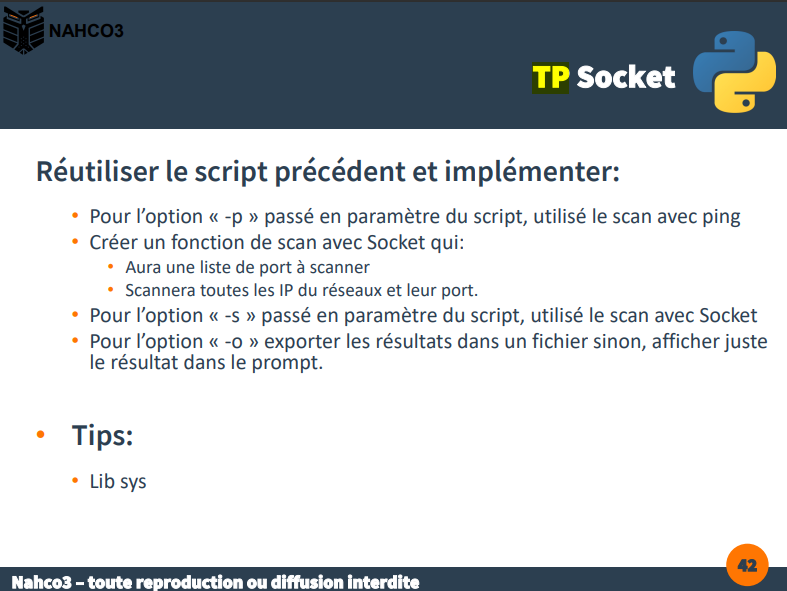 NAHCO3
TP Socket
Réutiliser le script précédent et implémenter:
• Pour l’option « -p » passé en paramètre du script, utilisé le scan avec ping
• Créer un fonction de scan avec Socket qui:
• Aura une liste de port à scanner
• Scannera toutes les IP du réseaux et leur port.
• Pour l’option « -s » passé en paramètre du script, utilisé le scan avec Socket
• Pour l’option « -o » exporter les résultats dans un fichier sinon, afficher juste
le résultat dans le prompt.
• Tips:
• Lib sys
42
Nahco3 – toute reproduction ou diffusion interdite